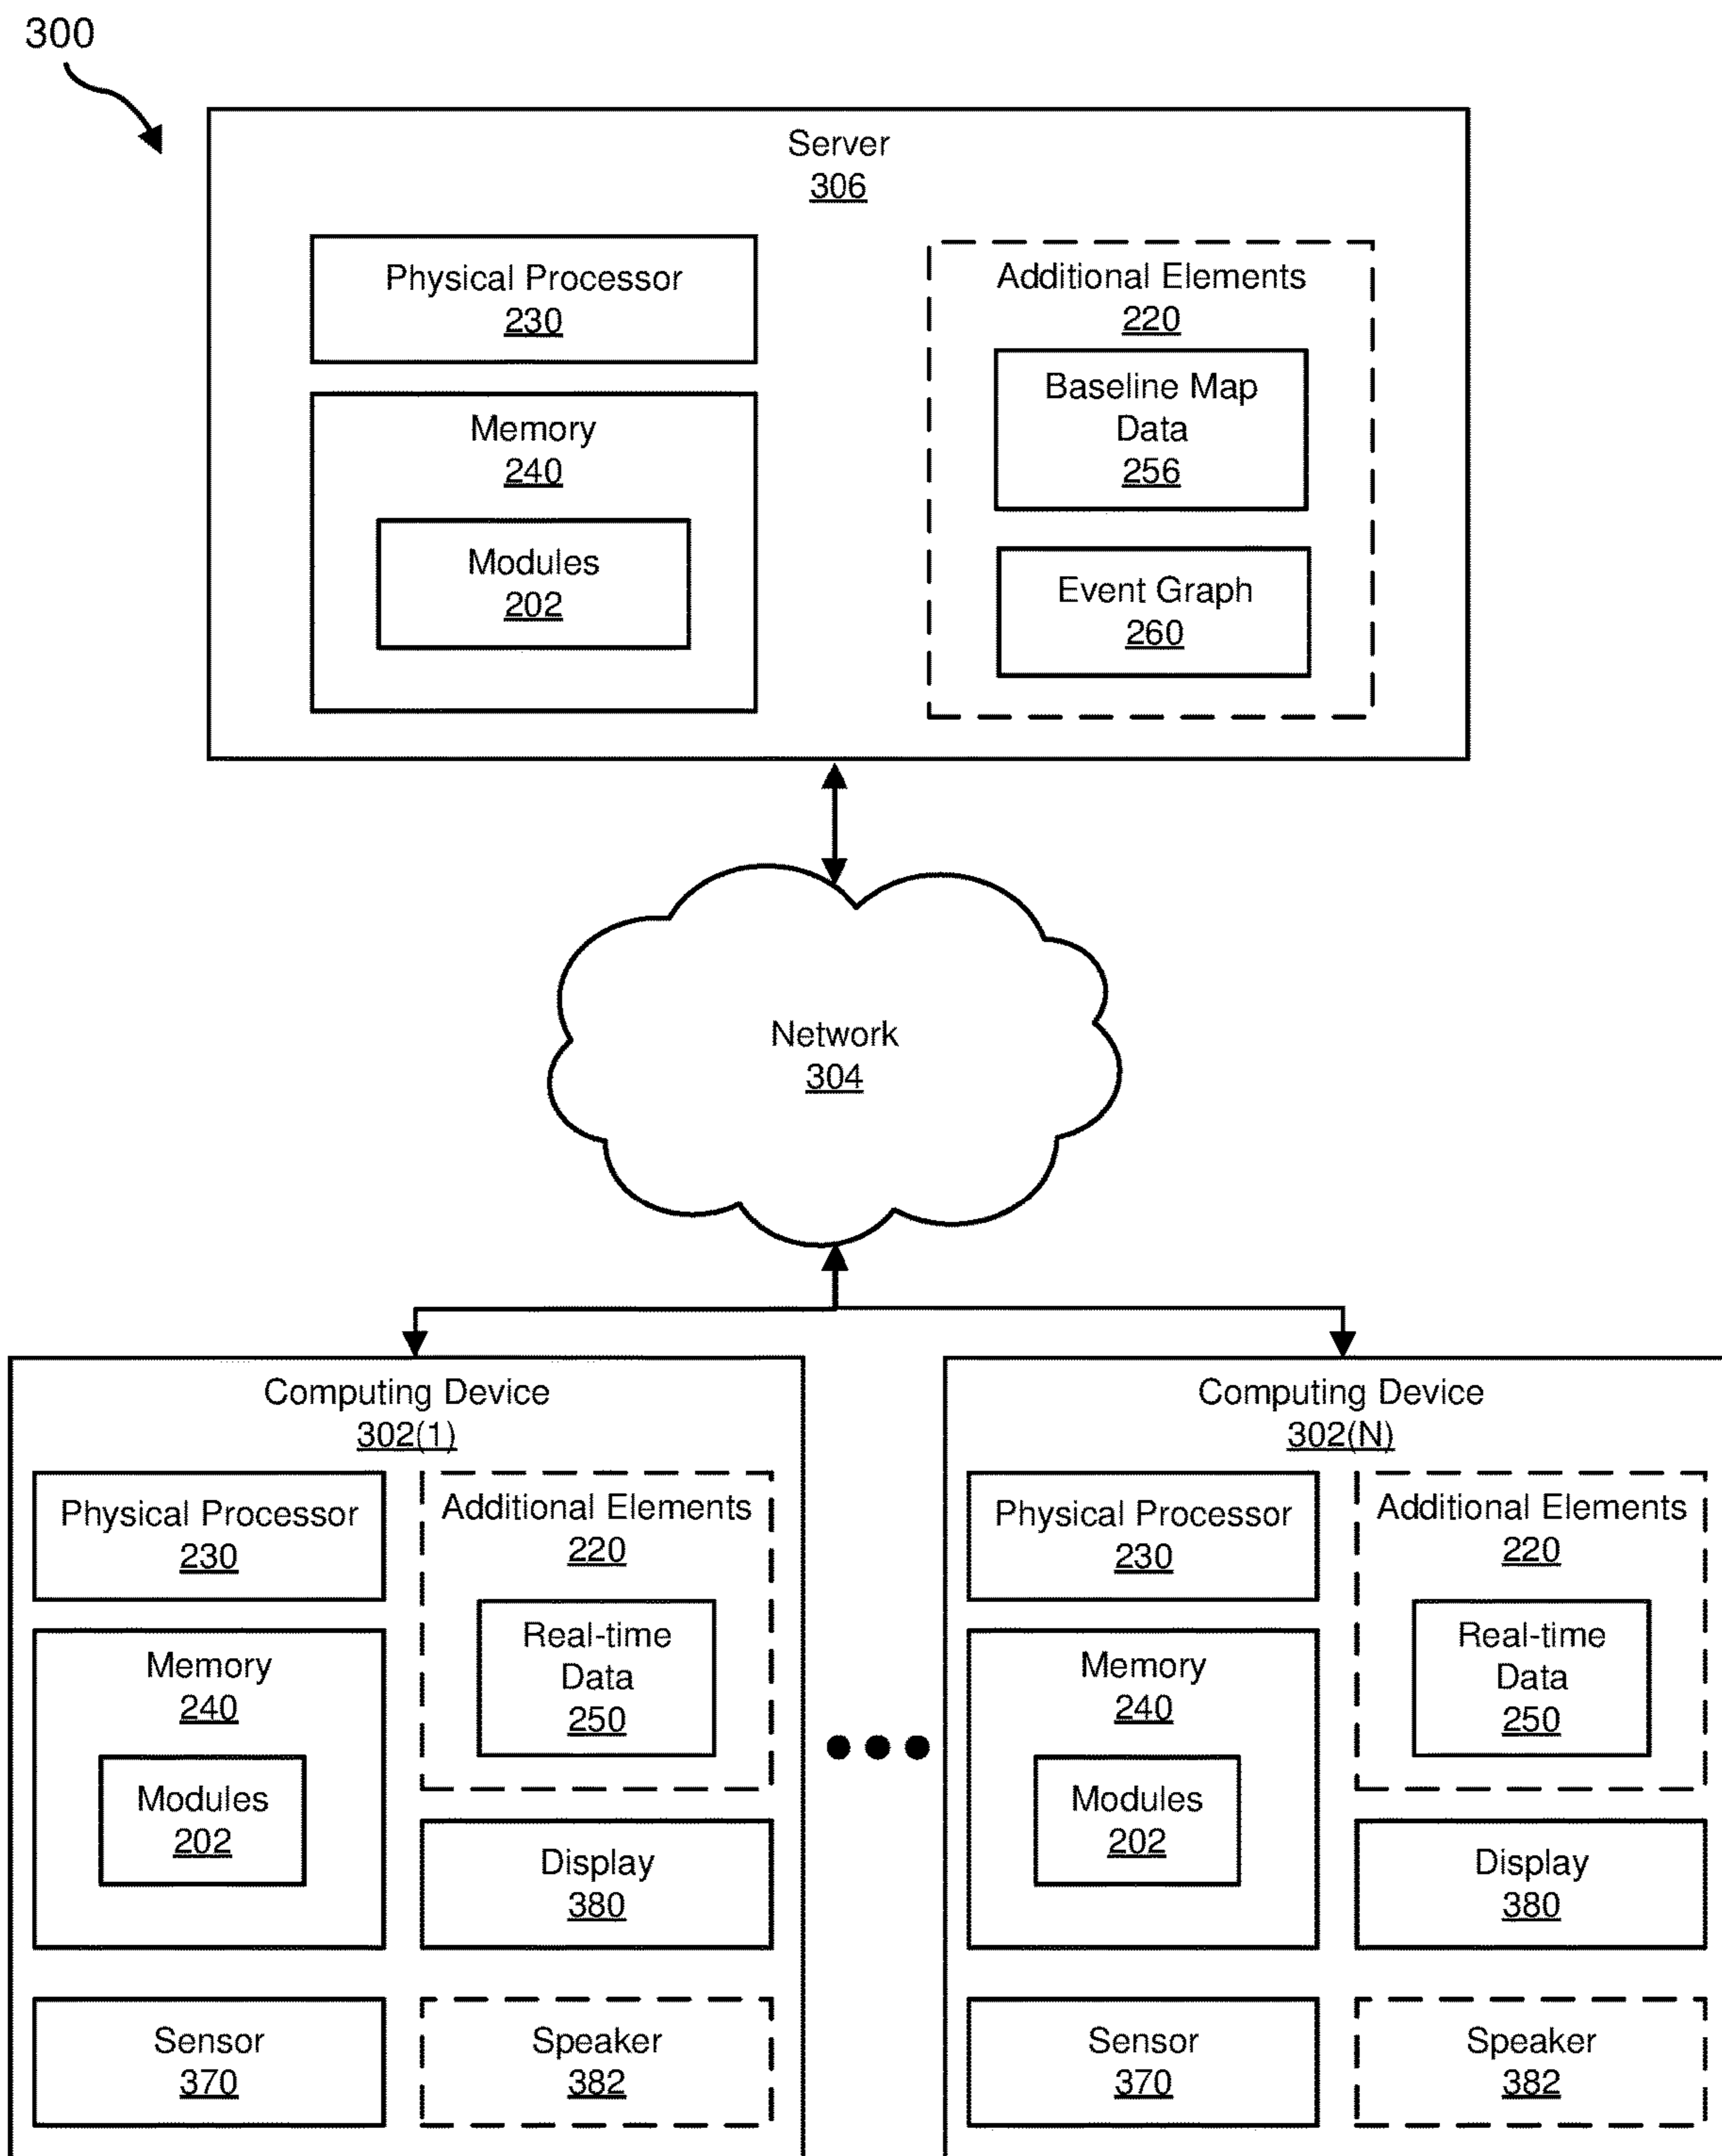 300
Server
306
Physical Processor
230
Memory
240
Modules
202
Additional Elements
220
Baseline Map
Data
256
Event Graph
260
Network
304
Computing Device
302(1)
Physical Processor
230
Memory
240
Modules
202
Sensor
370
Additional Elements
220
Real-time
Data
250
Display
380
Speaker
382
Computing Device
302(N)
Physical Processor
230
Memory
240
Modules
202
Sensor
370
Additional Elements
220
Real-time
Data
250
Display
380
Speaker
382